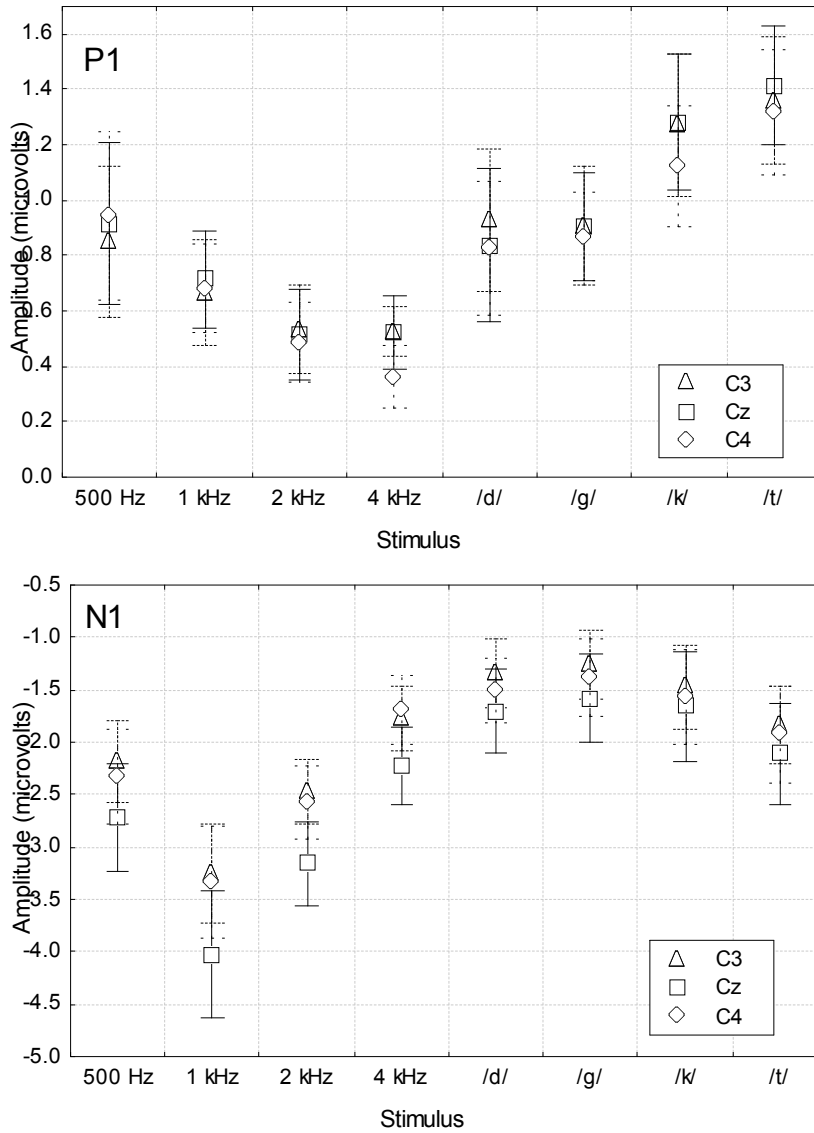 P1
Amplitude (microvolts)
1.6
1.4
1.2
1.0
0.8
0.6
0.4
0.2
0.0
C3
Cz
C4
500 Hz 1 kHz 2 kHz 4 kHz /d/ /g/ /k/ /t/
Stimulus
N1
Amplitude (microvolts)
-0.5
-1.0
-1.5
-2.0
-2.5
-3.0
-3.5
-4.0
-4.5
-5.0
C3
Cz
C4
500 Hz 1 kHz 2 kHz 4 kHz /d/ /g/ /k/ /t/
Stimulus